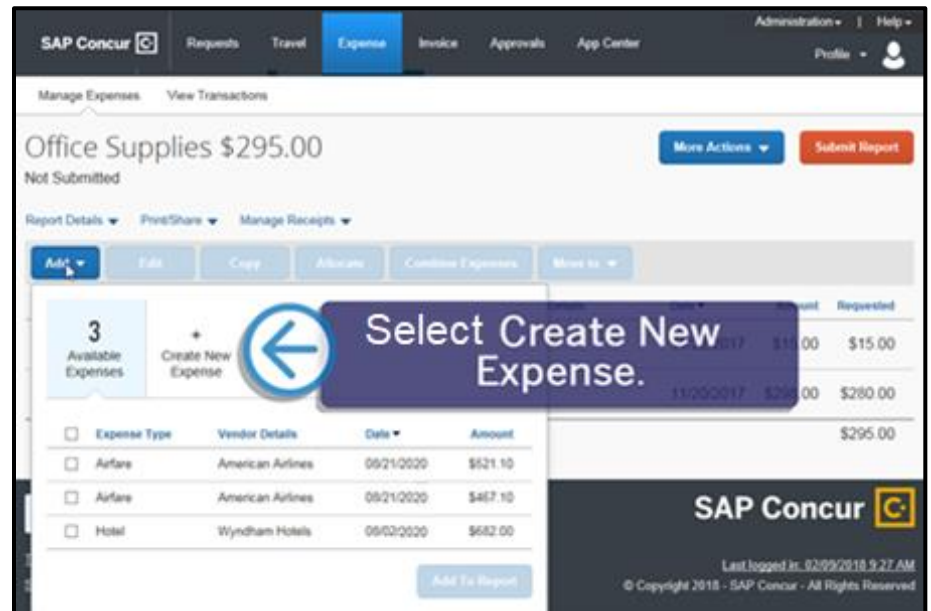 Administration | Help
SAP Concur C Requests Travel Expense Invoice Approvals App Center
Profile
Manage Expenses View Transactions
Office Supplies $295.00
More Actions Submit Report
Not Submitted
Report Details Print/Share Manage Receipts
Add Edit Copy Allocate Combine Expenses Move to
Requested
3 Available Expenses
+ Create New Expense
Select Create New
Expense.
$15.00
$280.00
$295.00
Expense Type Vendor Details Date Amount
Airfare American Airlines 08/21/2020 $521.10
Airfare American Airlines 08/21/2020 $467.10
Hotel Wyndham Hotels 08/02/2020 $682.00
Add To Report
SAP Concur C
Last logged in: 02/09/2018 9:27 AM
© Copyright 2018 - SAP Concur - All Rights Reserved